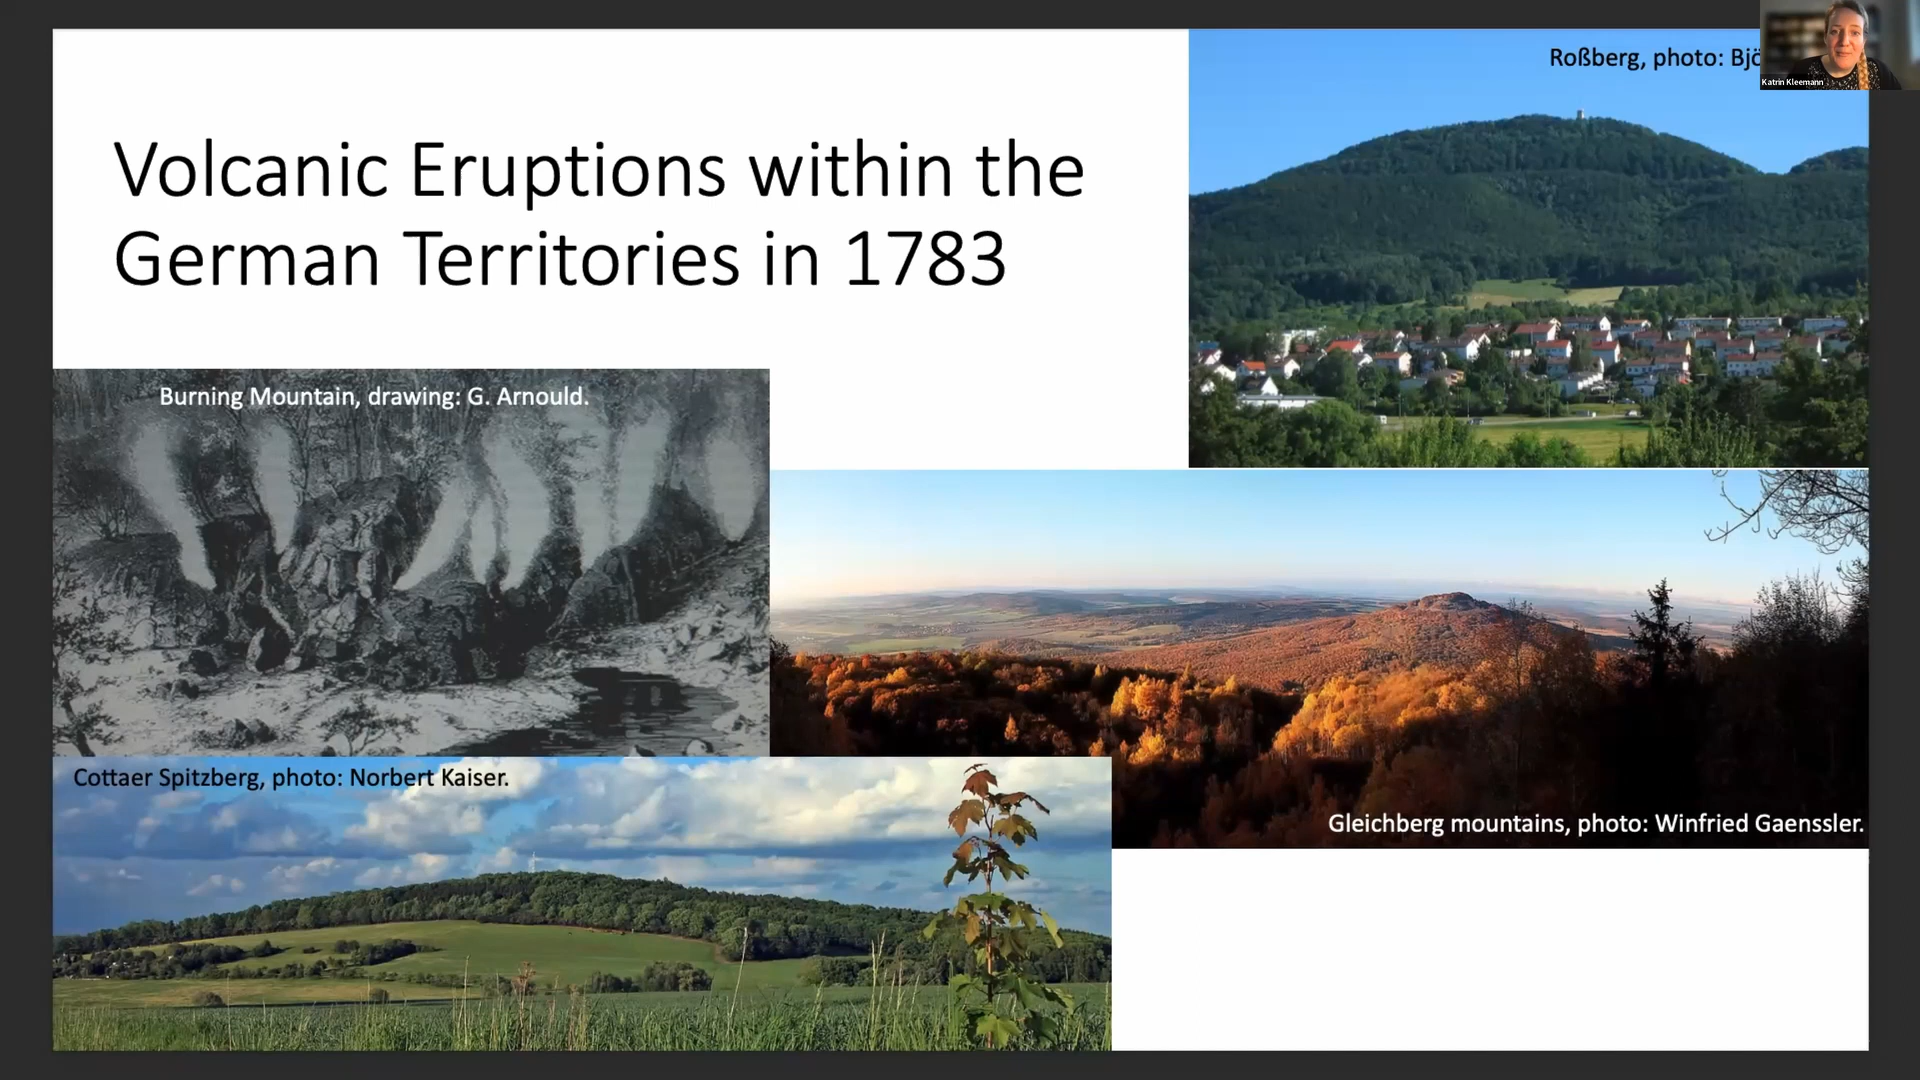 Volcanic Eruptions within the
German Territories in 1783
Roßberg, photo:
Katrin Kleemann
Burning Mountain, drawing: G. Arnould.
Gleichberg mountains, photo: Winfried Gaenssler.
Cottaer Spitzberg, photo: Norbert Kaiser.